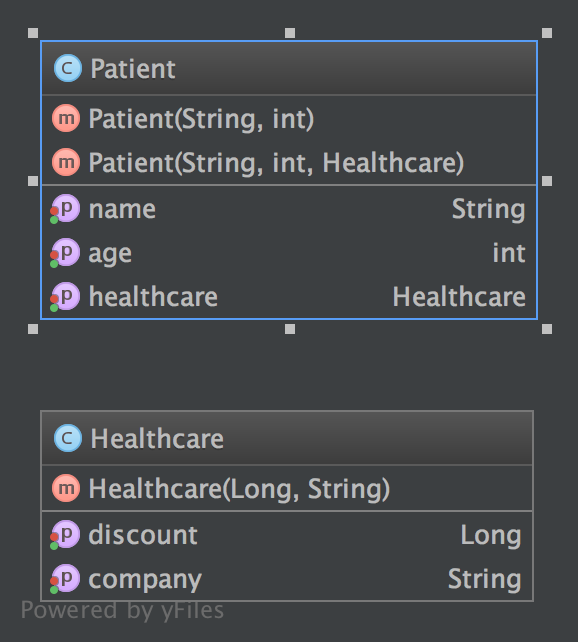 C Patient
m Patient(String, int)
m Patient(String, int, Healthcare)
p name String
p age int
p healthcare Healthcare
C Healthcare
m Healthcare(Long, String)
p discount Long
p company String
Powered by yFiles